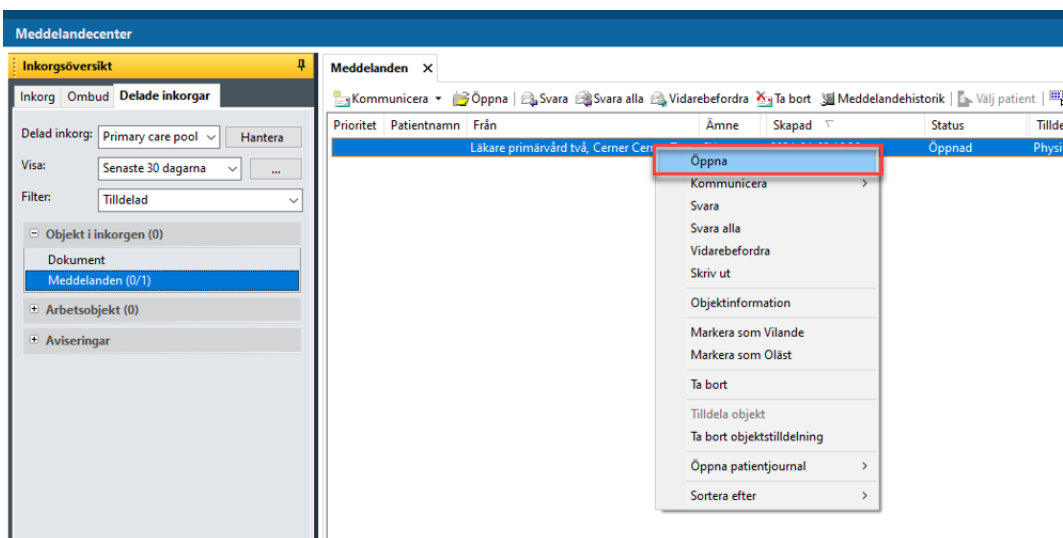 Meddelandecenter
Inkorgsöversikt
Inkorg Ombud Delade inkorgar
Delad inkorg: Primary care pool Hantera
Visa: Senaste 30 dagarna ...
Filter: Tilldelad
Objekt i inkorgen (0)
Dokument
Meddelanden (0/1)
Arbetsobjekt (0)
Aviseringar
Meddelanden
Kommunicera Öppna Svara Svara alla Vidarebefordra Ta bort Meddelandehistorik Välj patient
Prioritet Patientnamn Från Ämne Skapad Status Tillde
Läkare primärvård två, Cerner Öppnad Physi
Öppna
Kommunicera
Svara
Svara alla
Vidarebefordra
Skriv ut
Objektinformation
Markera som Vilande
Markera som Oläst
Ta bort
Tilldela objekt
Ta bort objektstilldelning
Öppna patientjournal
Sortera efter